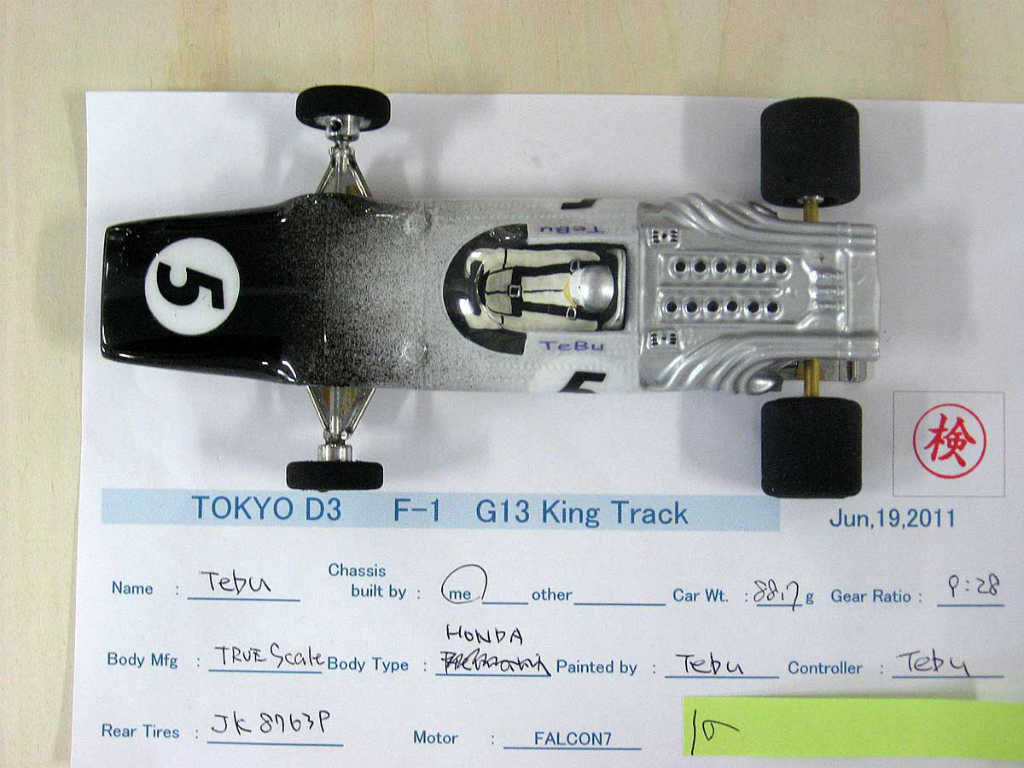 5
TeBu
TeBu
5
検
TOKYO D3 F-1 G13 King Track
Jun,19,2011
Name : Tebu
Chassis
built by : me other
Car Wt. : 88.7 g
Gear Ratio : 9:28
Body Mfg : TRUE Scale
Body Type : HONDA
Painted by : Tebu
Controller : Tebu
Rear Tires : JK 8763P
Motor : FALCON7